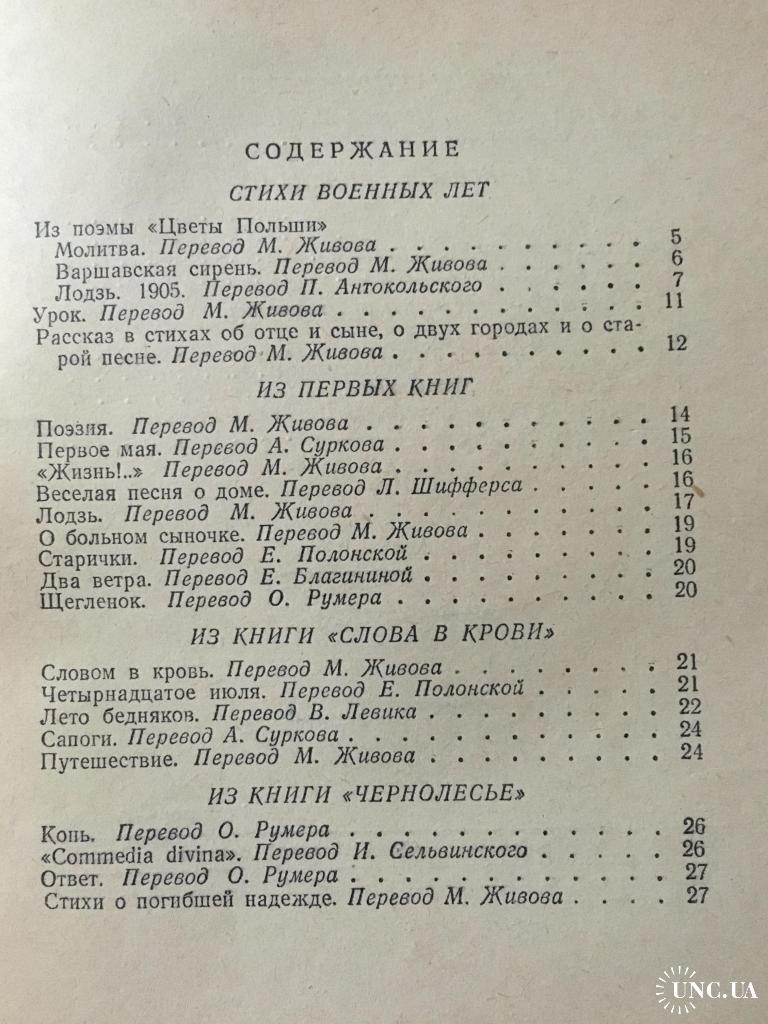 СОДЕРЖАНИЕ
СТИХИ ВОЕННЫХ ЛЕТ
Из поэмы «Цветы Польши»
Молитва. Перевод М. Живова . . . . . . . . . . 5
Варшавская сирень. Перевод М. Живова . . . . . . 6
Лодзь. 1905. Перевод П. Антокольского . . . . . . 7
Урок. Перевод М. Живова . . . . . . . . . . . . 11
Рассказ в стихах об отце и сыне, о двух городах и о ста-
рой песне. Перевод М. Живова . . . . . . . . . . 12
ИЗ ПЕРВЫХ КНИГ
Поэзия. Перевод М. Живова . . . . . . . . . . . 14
Первое мая. Перевод А. Суркова . . . . . . . . . . 15
«Жизнь!..» Перевод М. Живова . . . . . . . . . . 16
Веселая песня о доме. Перевод Л. Шифферса . . . . . 16
Лодзь. Перевод М. Живова . . . . . . . . . . . 17
О больном сыночке. Перевод М. Живова . . . . . . . 19
Старички. Перевод Е. Полонской . . . . . . . . . 19
Два ветра. Перевод Е. Благининой . . . . . . . . . 20
Щегленок. Перевод О. Румера . . . . . . . . . . 20
ИЗ КНИГИ «СЛОВА В КРОВИ»
Словом в кровь. Перевод М. Живова . . . . . . . . 21
Четырнадцатое июля. Перевод Е. Полонской . . . . . 21
Лето бедняков. Перевод В. Левика . . . . . . . . . 22
Сапоги. Перевод А. Суркова . . . . . . . . . . . 24
Путешествие. Перевод М. Живова . . . . . . . . . 24
ИЗ КНИГИ «ЧЕРНОЛЕСЬЕ»
Конь. Перевод О. Румера . . . . . . . . . . . . 26
«Commedia divina». Перевод И. Сельвинского . . . . . 26
Ответ. Перевод О. Румера . . . . . . . . . . . . 27
Стихи о погибшей надежде. Перевод М. Живова . . . . 27
UNC.UA